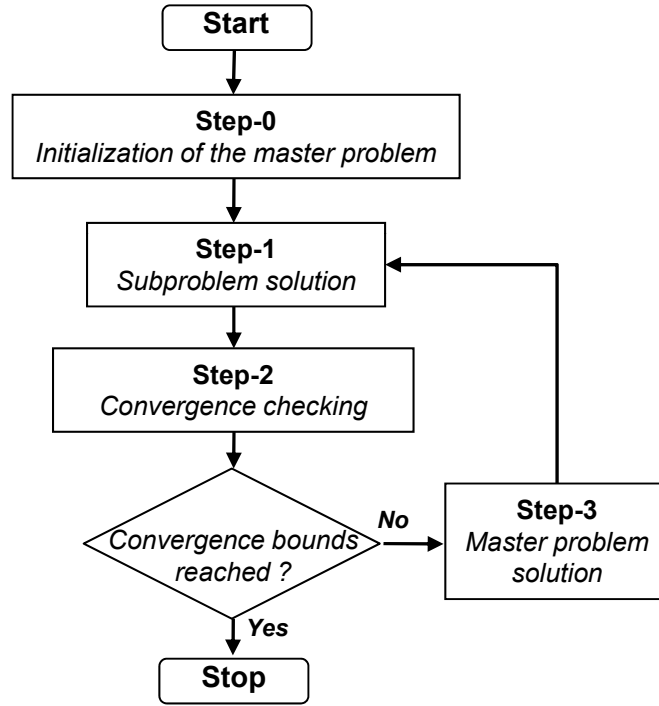 Start
Step-0
Initialization of the master problem
Step-1
Subproblem solution
Step-2
Convergence checking
Convergence bounds
reached ?
No
Step-3
Master problem
solution
Yes
Stop